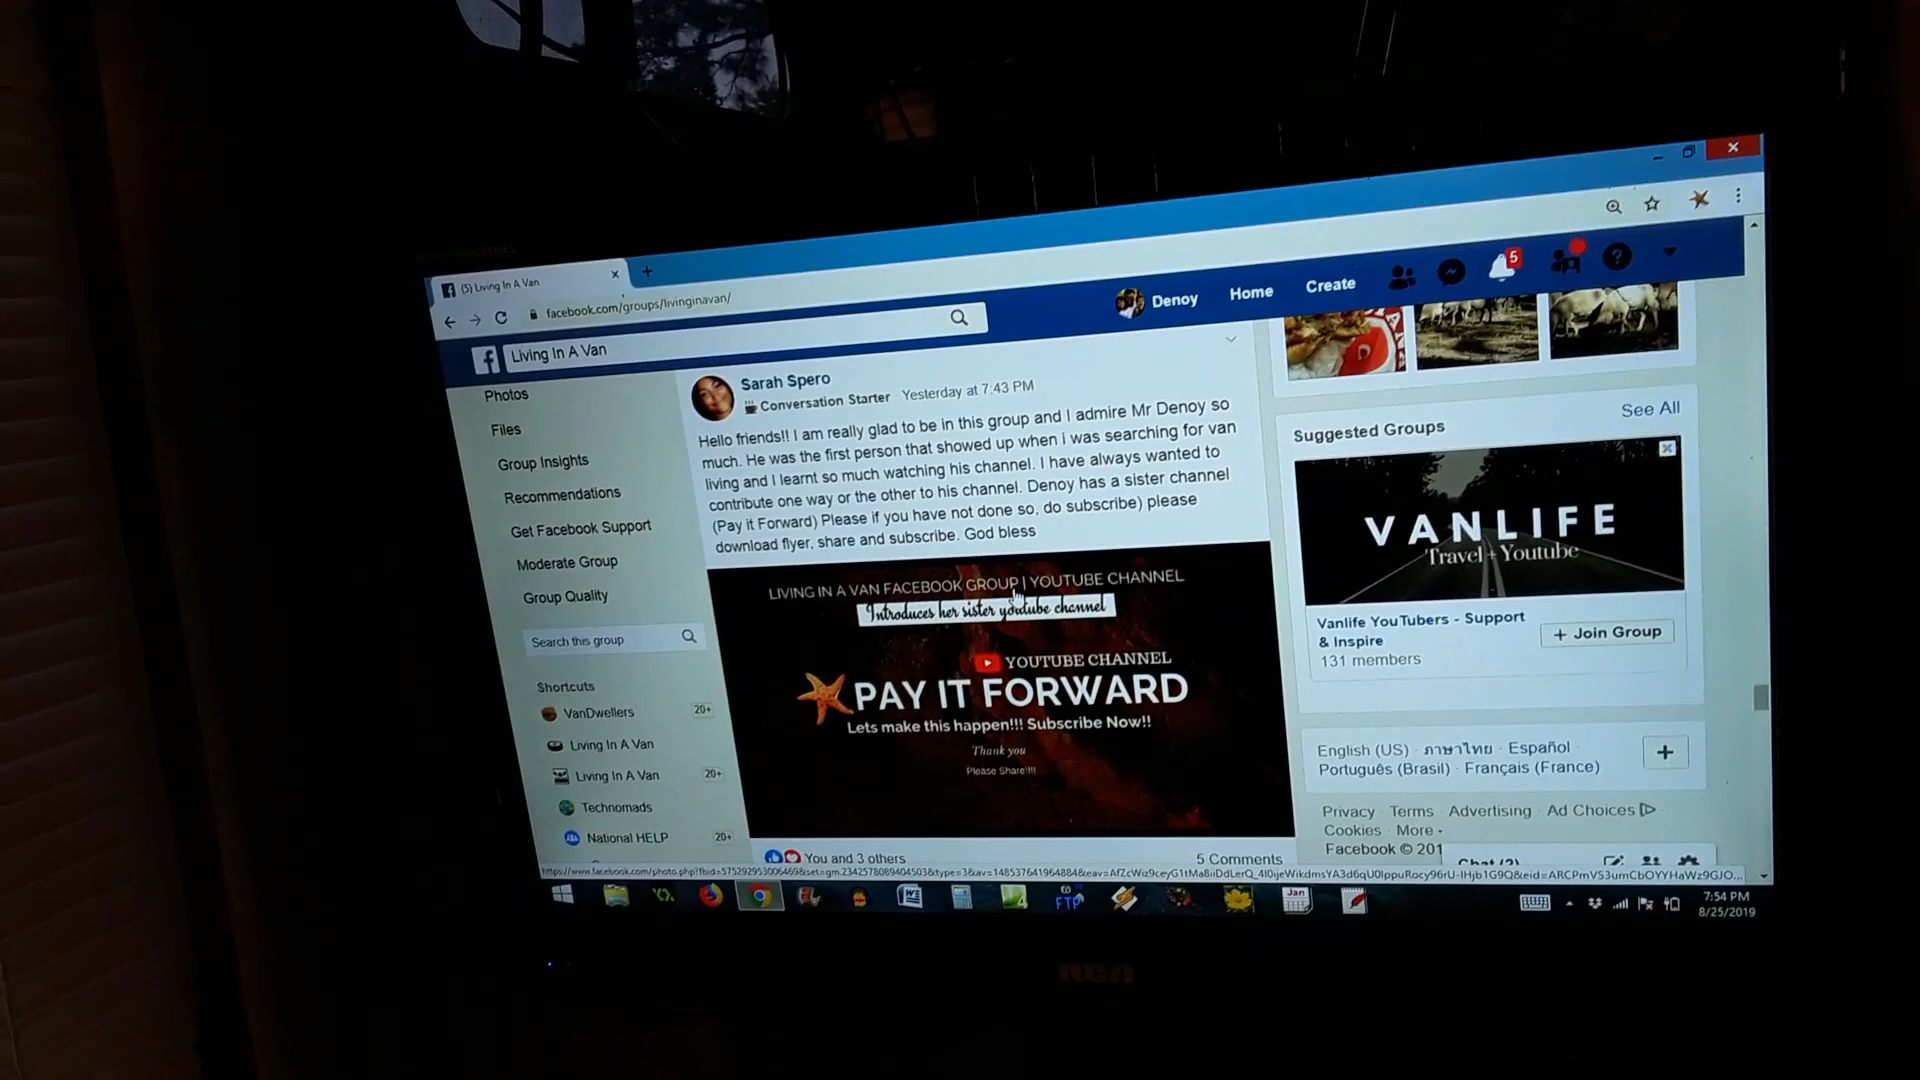 (5) Living In A Van
facebook.com/groups/livinginavan/
Living In A Van
Denoy
Home
Create
5
Photos
Files
Group Insights
Recommendations
Get Facebook Support
Moderate Group
Group Quality
Search this group
Shortcuts
VanDwellers 20+
Living In A Van
Living In A Van 20+
Technomads
National HELP 20+
Sarah Spero
Conversation Starter · Yesterday at 7:43 PM
Hello friends!! I am really glad to be in this group and I admire Mr Denoy so
much. He was the first person that showed up when i was searching for van
living and I learnt so much watching his channel. I have always wanted to
contribute one way or the other to his channel. Denoy has a sister channel
(Pay it Forward) Please if you have not done so, do subscribe) please
download flyer, share and subscribe. God bless
LIVING IN A VAN FACEBOOK GROUP | YOUTUBE CHANNEL
Introduces her sister youtube channel
YOUTUBE CHANNEL
PAY IT FORWARD
Lets make this happen!!! Subscribe Now!!
Thank you
Please Share!!!!
You and 3 others
5 Comments
Suggested Groups
See All
VANLIFE
Travel + Youtube
Vanlife YouTubers - Support
& Inspire
131 members
+ Join Group
English (US) · ภาษาไทย · Español ·
Português (Brasil) · Français (France)
Privacy · Terms · Advertising · Ad Choices ·
Cookies · More
Facebook © 201
Chat (2)
FTP
Jan
7:54 PM
8/25/2019
RCA